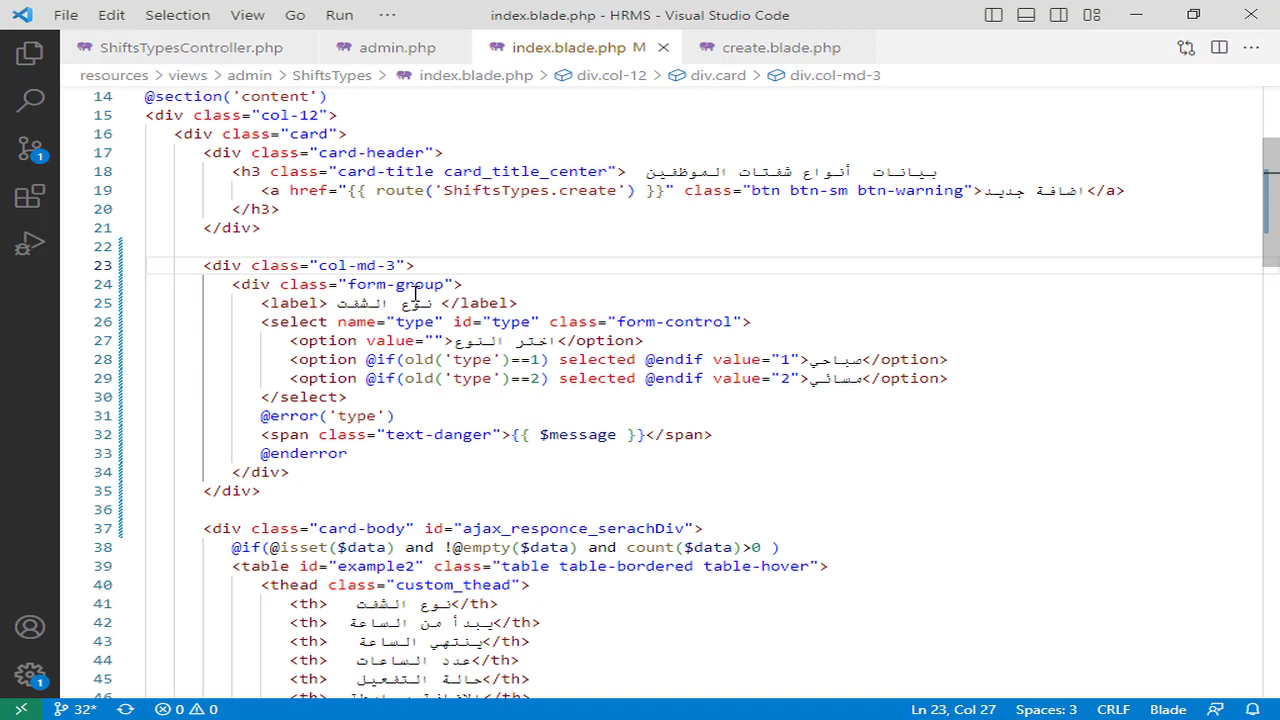 File Edit Selection View Go Run ··· index.blade.php - HRMS - Visual Studio Code
ShiftsTypesController.php admin.php index.blade.php M create.blade.php
resources > views > admin > ShiftsTypes > index.blade.php > div.col-12 > div.card > div.col-md-3
14 @section('content')
15 <div class="col-12">
16 <div class="card">
17 <div class="card-header">
18 <h3 class="card-title card_title_center"> بيانات أنواع شفتات الموظفين
19 <a href="{{ route('ShiftsTypes.create') }}" class="btn btn-sm btn-warning">اضافة جديد</a>
20 </h3>
21 </div>
22
23 <div class="col-md-3">
24 <div class="form-group">
25 <label> نوع الشفت </label>
26 <select name="type" id="type" class="form-control">
27 <option value="">اختر النوع</option>
28 <option @if(old('type')==1) selected @endif value="1">صباحي</option>
29 <option @if(old('type')==2) selected @endif value="2">مسائي</option>
30 </select>
31 @error('type')
32 <span class="text-danger">{{ $message }}</span>
33 @enderror
34 </div>
35 </div>
36
37 <div class="card-body" id="ajax_responce_serachDiv">
38 @if(@isset($data) and !@empty($data) and count($data)>0 )
39 <table id="example2" class="table table-bordered table-hover">
40 <thead class="custom_thead">
41 <th> نوع الشفت</th>
42 <th> يبدأ من الساعة</th>
43 <th> ينتهي الساعة</th>
44 <th> عدد الساعات</th>
45 <th> حالة التفعيل</th>
46 <th> الاضافة بواسطة</th>
1
1
32* 0 0 Ln 23, Col 27 Spaces: 3 CRLF Blade